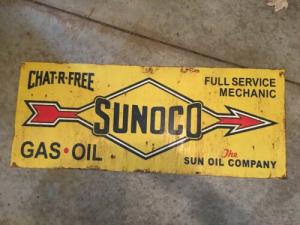 CHAT-R-FREE
FULL SERVICE
MECHANIC
SUNOCO
GAS • OIL
The
SUN OIL COMPANY